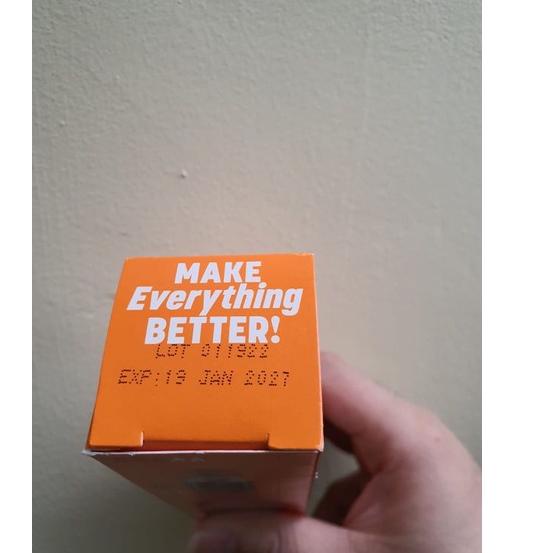 MAKE
Everything
BETTER!
LOT 011922
EXP:19 JAN 2027